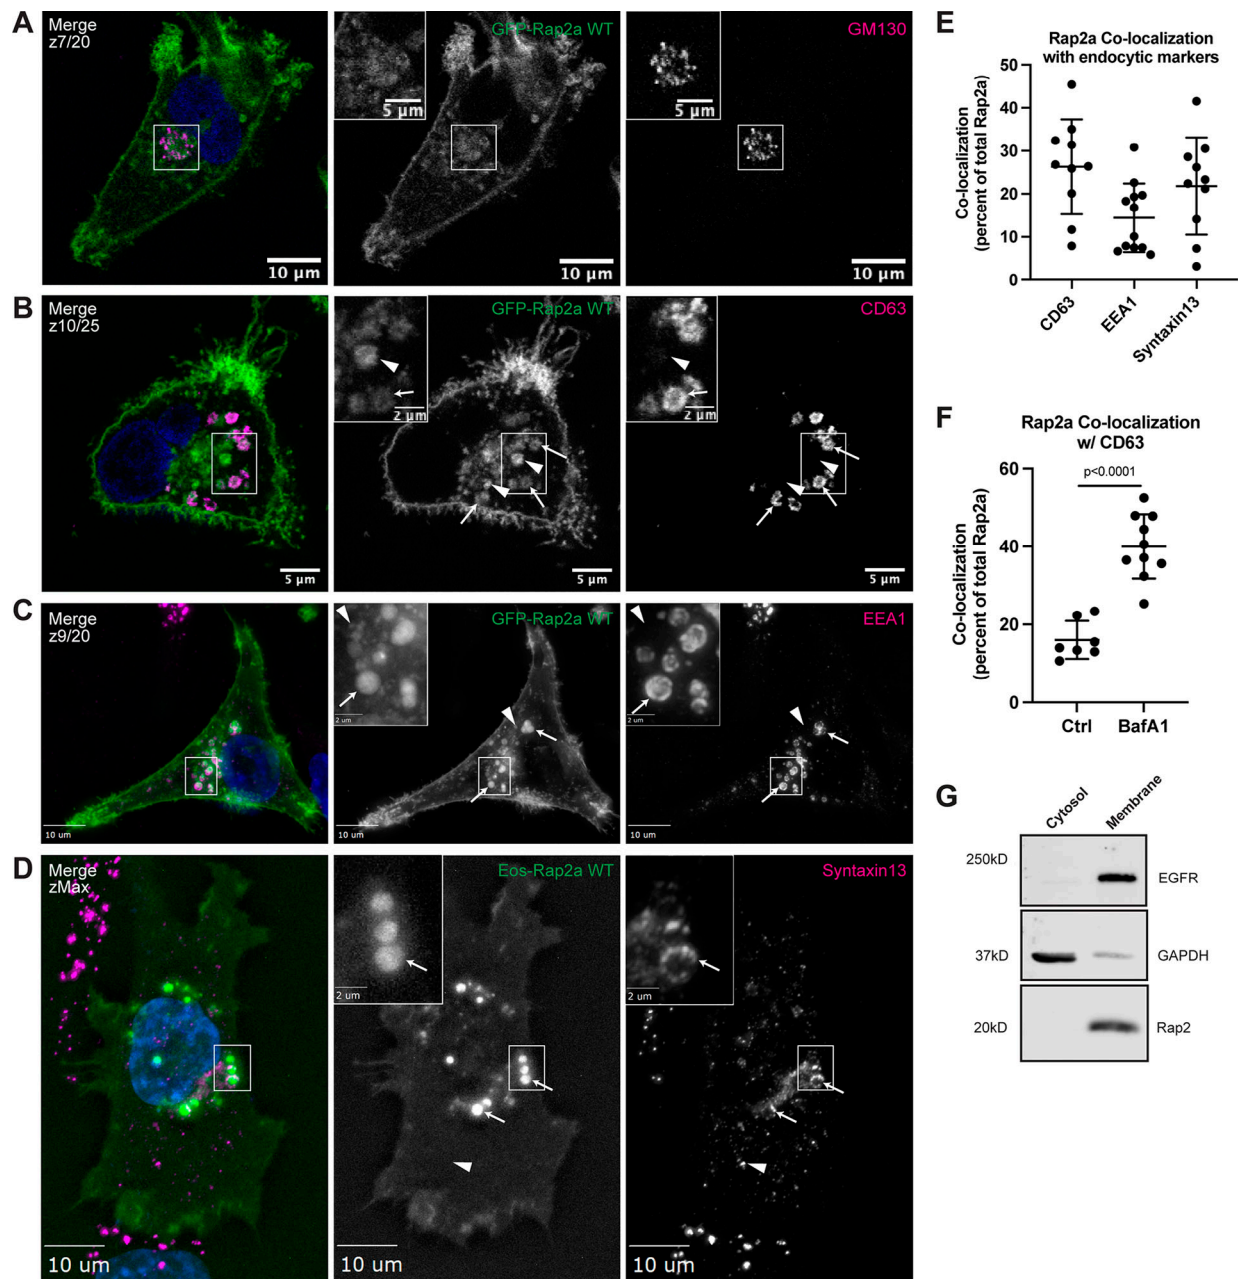 A
Merge
z7/20
GFP-Rap2a WT
GM130
5 µm
5 µm
10 µm
10 µm
10 µm
B
Merge
z10/25
GFP-Rap2a WT
CD63
2 µm
2 µm
5 µm
5 µm
5 µm
C
Merge
z9/20
GFP-Rap2a WT
EEA1
2 um
2 um
10 um
10 um
10 um
D
Merge
zMax
Eos-Rap2a WT
Syntaxin13
2 um
2 um
10 um
10 um
10 um
E
Rap2a Co-localization
with endocytic markers
Co-localization
(percent of total Rap2a)
50
40
30
20
10
0
CD63
EEA1
Syntaxin13
F
Rap2a Co-localization
w/ CD63
p<0.0001
Co-localization
(percent of total Rap2a)
60
40
20
0
Ctrl
BafA1
G
Cytosol
Membrane
250kD
EGFR
37kD
GAPDH
20kD
Rap2